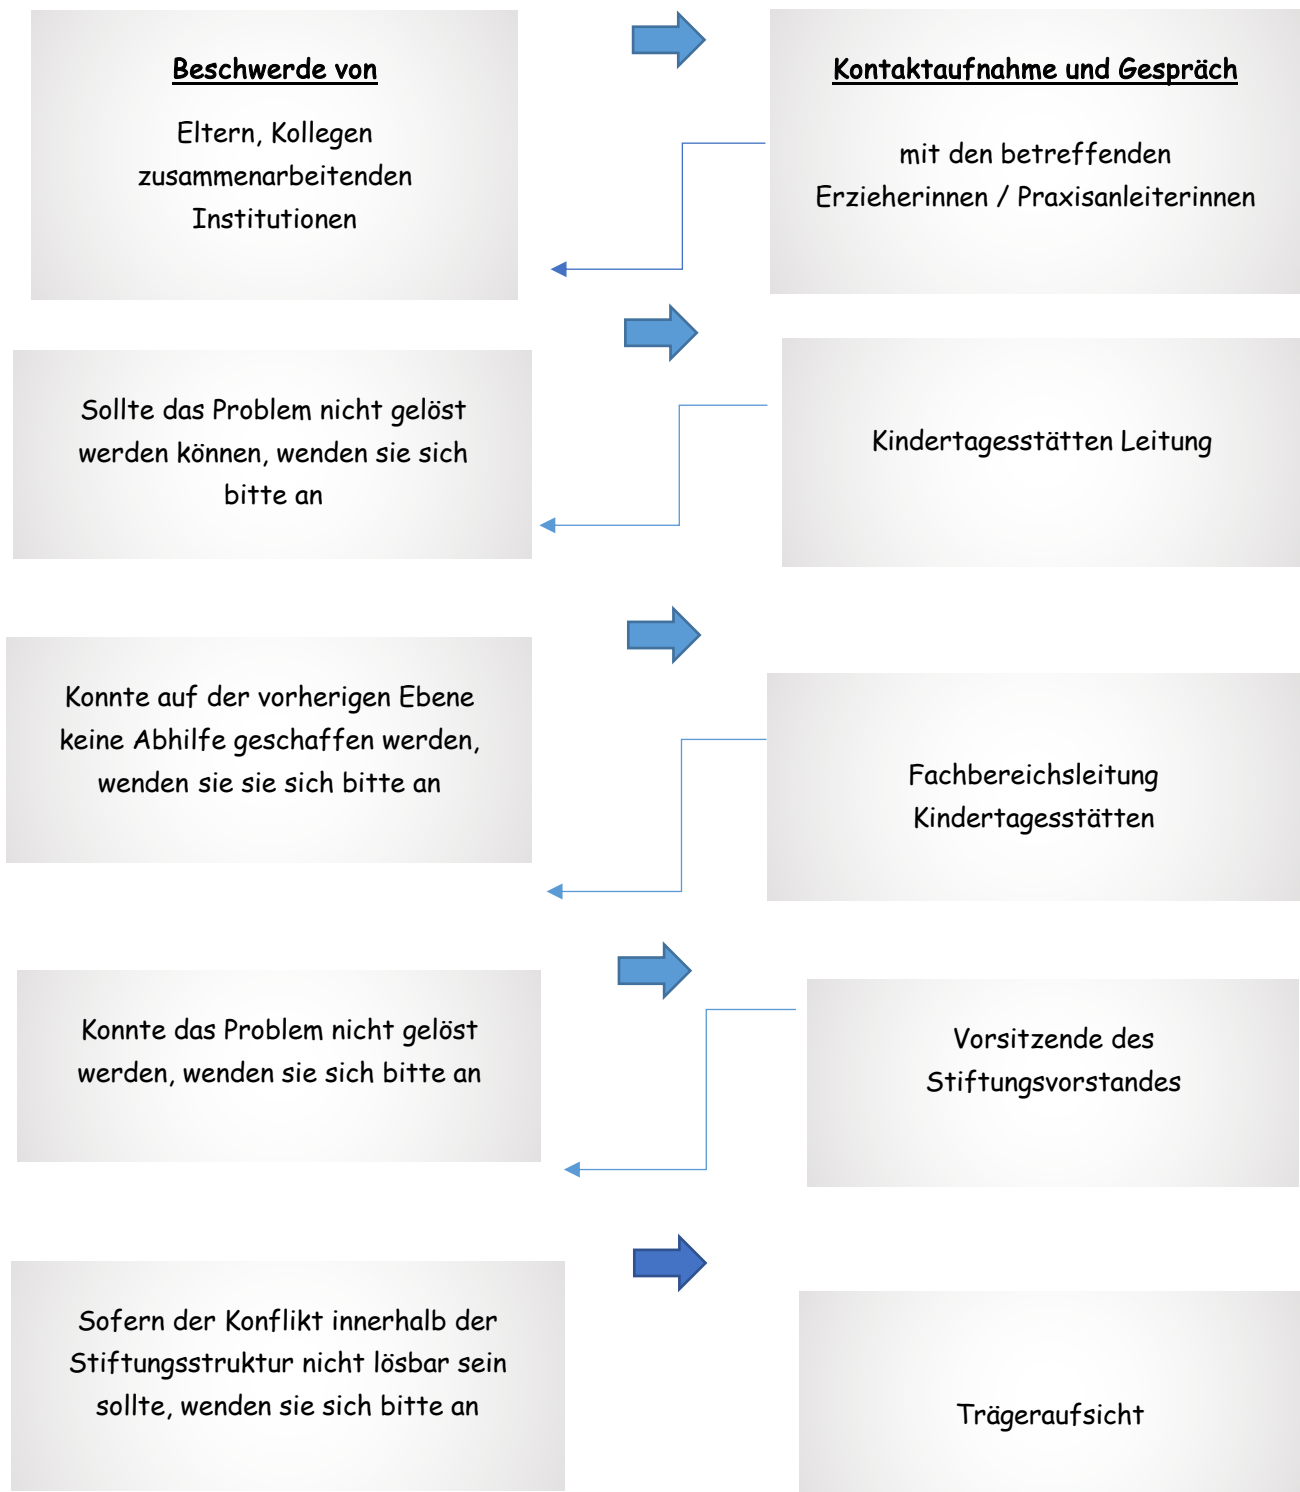 Beschwerde von
Eltern, Kollegen
zusammenarbeitenden
Institutionen
Kontaktaufnahme und Gespräch
mit den betreffenden
Erzieherinnen / Praxisanleiterinnen
Sollte das Problem nicht gelöst
werden können, wenden sie sich
bitte an
Kindertagesstätten Leitung
Konnte auf der vorherigen Ebene
keine Abhilfe geschaffen werden,
wenden sie sie sich bitte an
Fachbereichsleitung
Kindertagesstätten
Konnte das Problem nicht gelöst
werden, wenden sie sich bitte an
Vorsitzende des
Stiftungsvorstandes
Sofern der Konflikt innerhalb der
Stiftungsstruktur nicht lösbar sein
sollte, wenden sie sich bitte an
Trägeraufsicht